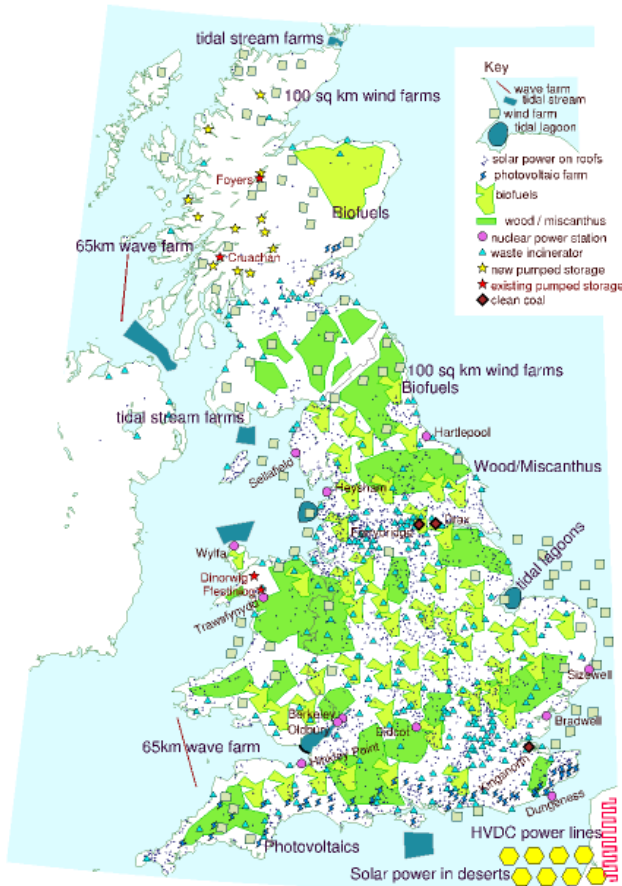 tidal stream farms
Key
wave farm
tidal stream
wind farm
tidal lagoon
100 sq km wind farms
solar power on roofs
photovoltaic farm
Foyers
biofuels
Biofuels
wood / miscanthus
nuclear power station
65km wave farm
waste incinerator
Cruachan
new pumped storage
existing pumped storage
clean coal
100 sq km wind farms
Biofuels
tidal stream farms
Hartlepool
Sellafield
Wood/Miscanthus
Heysham
Ferrybridge
Drax
tidal lagoons
Wylfa
Dinorwig
Ffestiniog
Trawsfynydd
Sizewell
Berkeley
Oldbury
Didcot
Bradwell
65km wave farm
Hinkley Point
Kingsnorth
Dungeness
HVDC power lines
Photovoltaics
Solar power in deserts